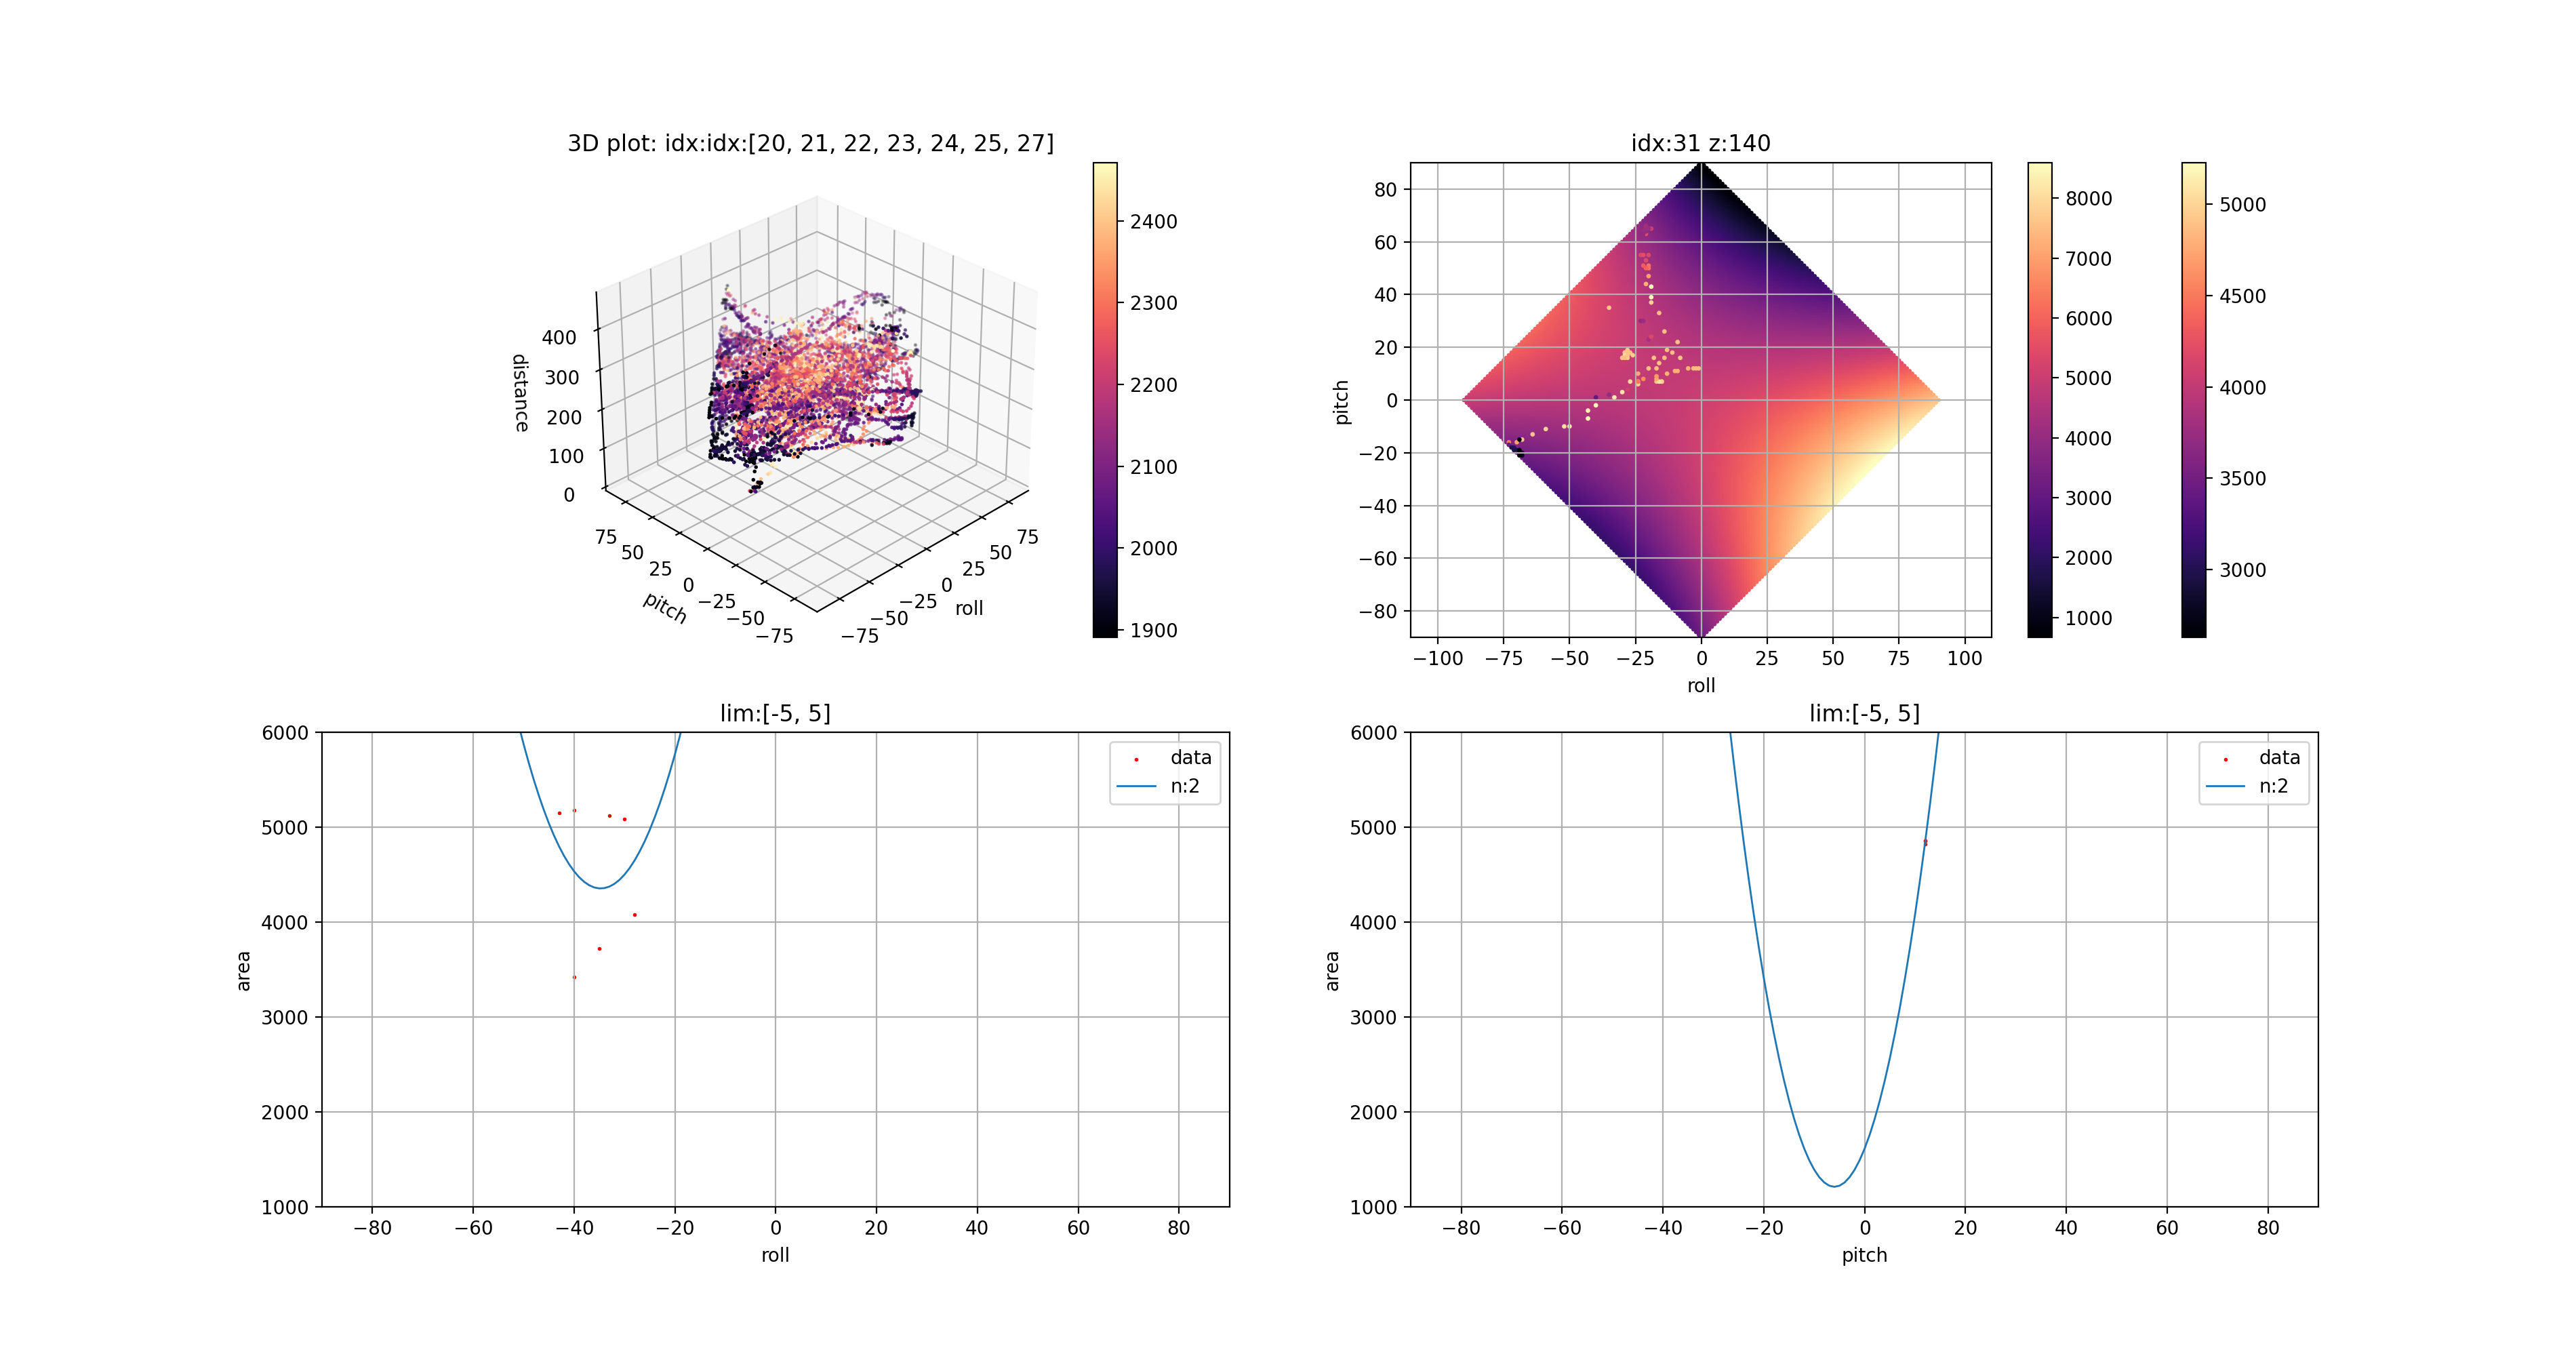 3D plot: idx:idx:[20, 21, 22, 23, 24, 25, 27]
2400
2300
2200
2100
2000
1900
400
300
200
100
0
distance
75
50
25
0
−25
−50
−75
pitch
−75
−50
−25
0
25
50
75
roll
idx:31 z:140
80
60
40
20
0
−20
−40
−60
−80
pitch
−100 −75 −50 −25 0 25 50 75 100
roll
8000
7000
6000
5000
4000
3000
2000
1000
5000
4500
4000
3500
3000
lim:[-5, 5]
6000
5000
4000
3000
2000
1000
area
−80 −60 −40 −20 0 20 40 60 80
roll
data
n:2
lim:[-5, 5]
6000
5000
4000
3000
2000
1000
area
−80 −60 −40 −20 0 20 40 60 80
pitch
data
n:2